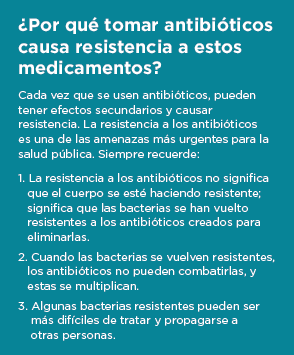 ¿Por qué tomar antibióticos
causa resistencia a estos
medicamentos?
Cada vez que se usen antibióticos, pueden
tener efectos secundarios y causar
resistencia. La resistencia a los antibióticos
es una de las amenazas más urgentes para la
salud pública. Siempre recuerde:
1. La resistencia a los antibióticos no significa
que el cuerpo se esté haciendo resistente;
significa que las bacterias se han vuelto
resistentes a los antibióticos creados para
eliminarlas.
2. Cuando las bacterias se vuelven resistentes,
los antibióticos no pueden combatirlas, y
estas se multiplican.
3. Algunas bacterias resistentes pueden ser
más difíciles de tratar y propagarse a
otras personas.